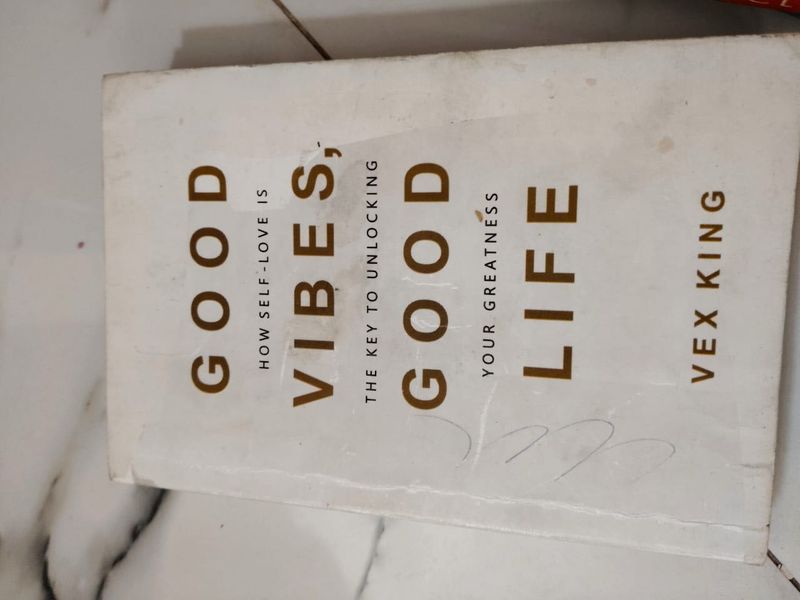 GOOD
HOW SELF-LOVE IS
VIBES,
THE KEY TO UNLOCKING
GOOD
YOUR GREATNESS
LIFE
VEX KING